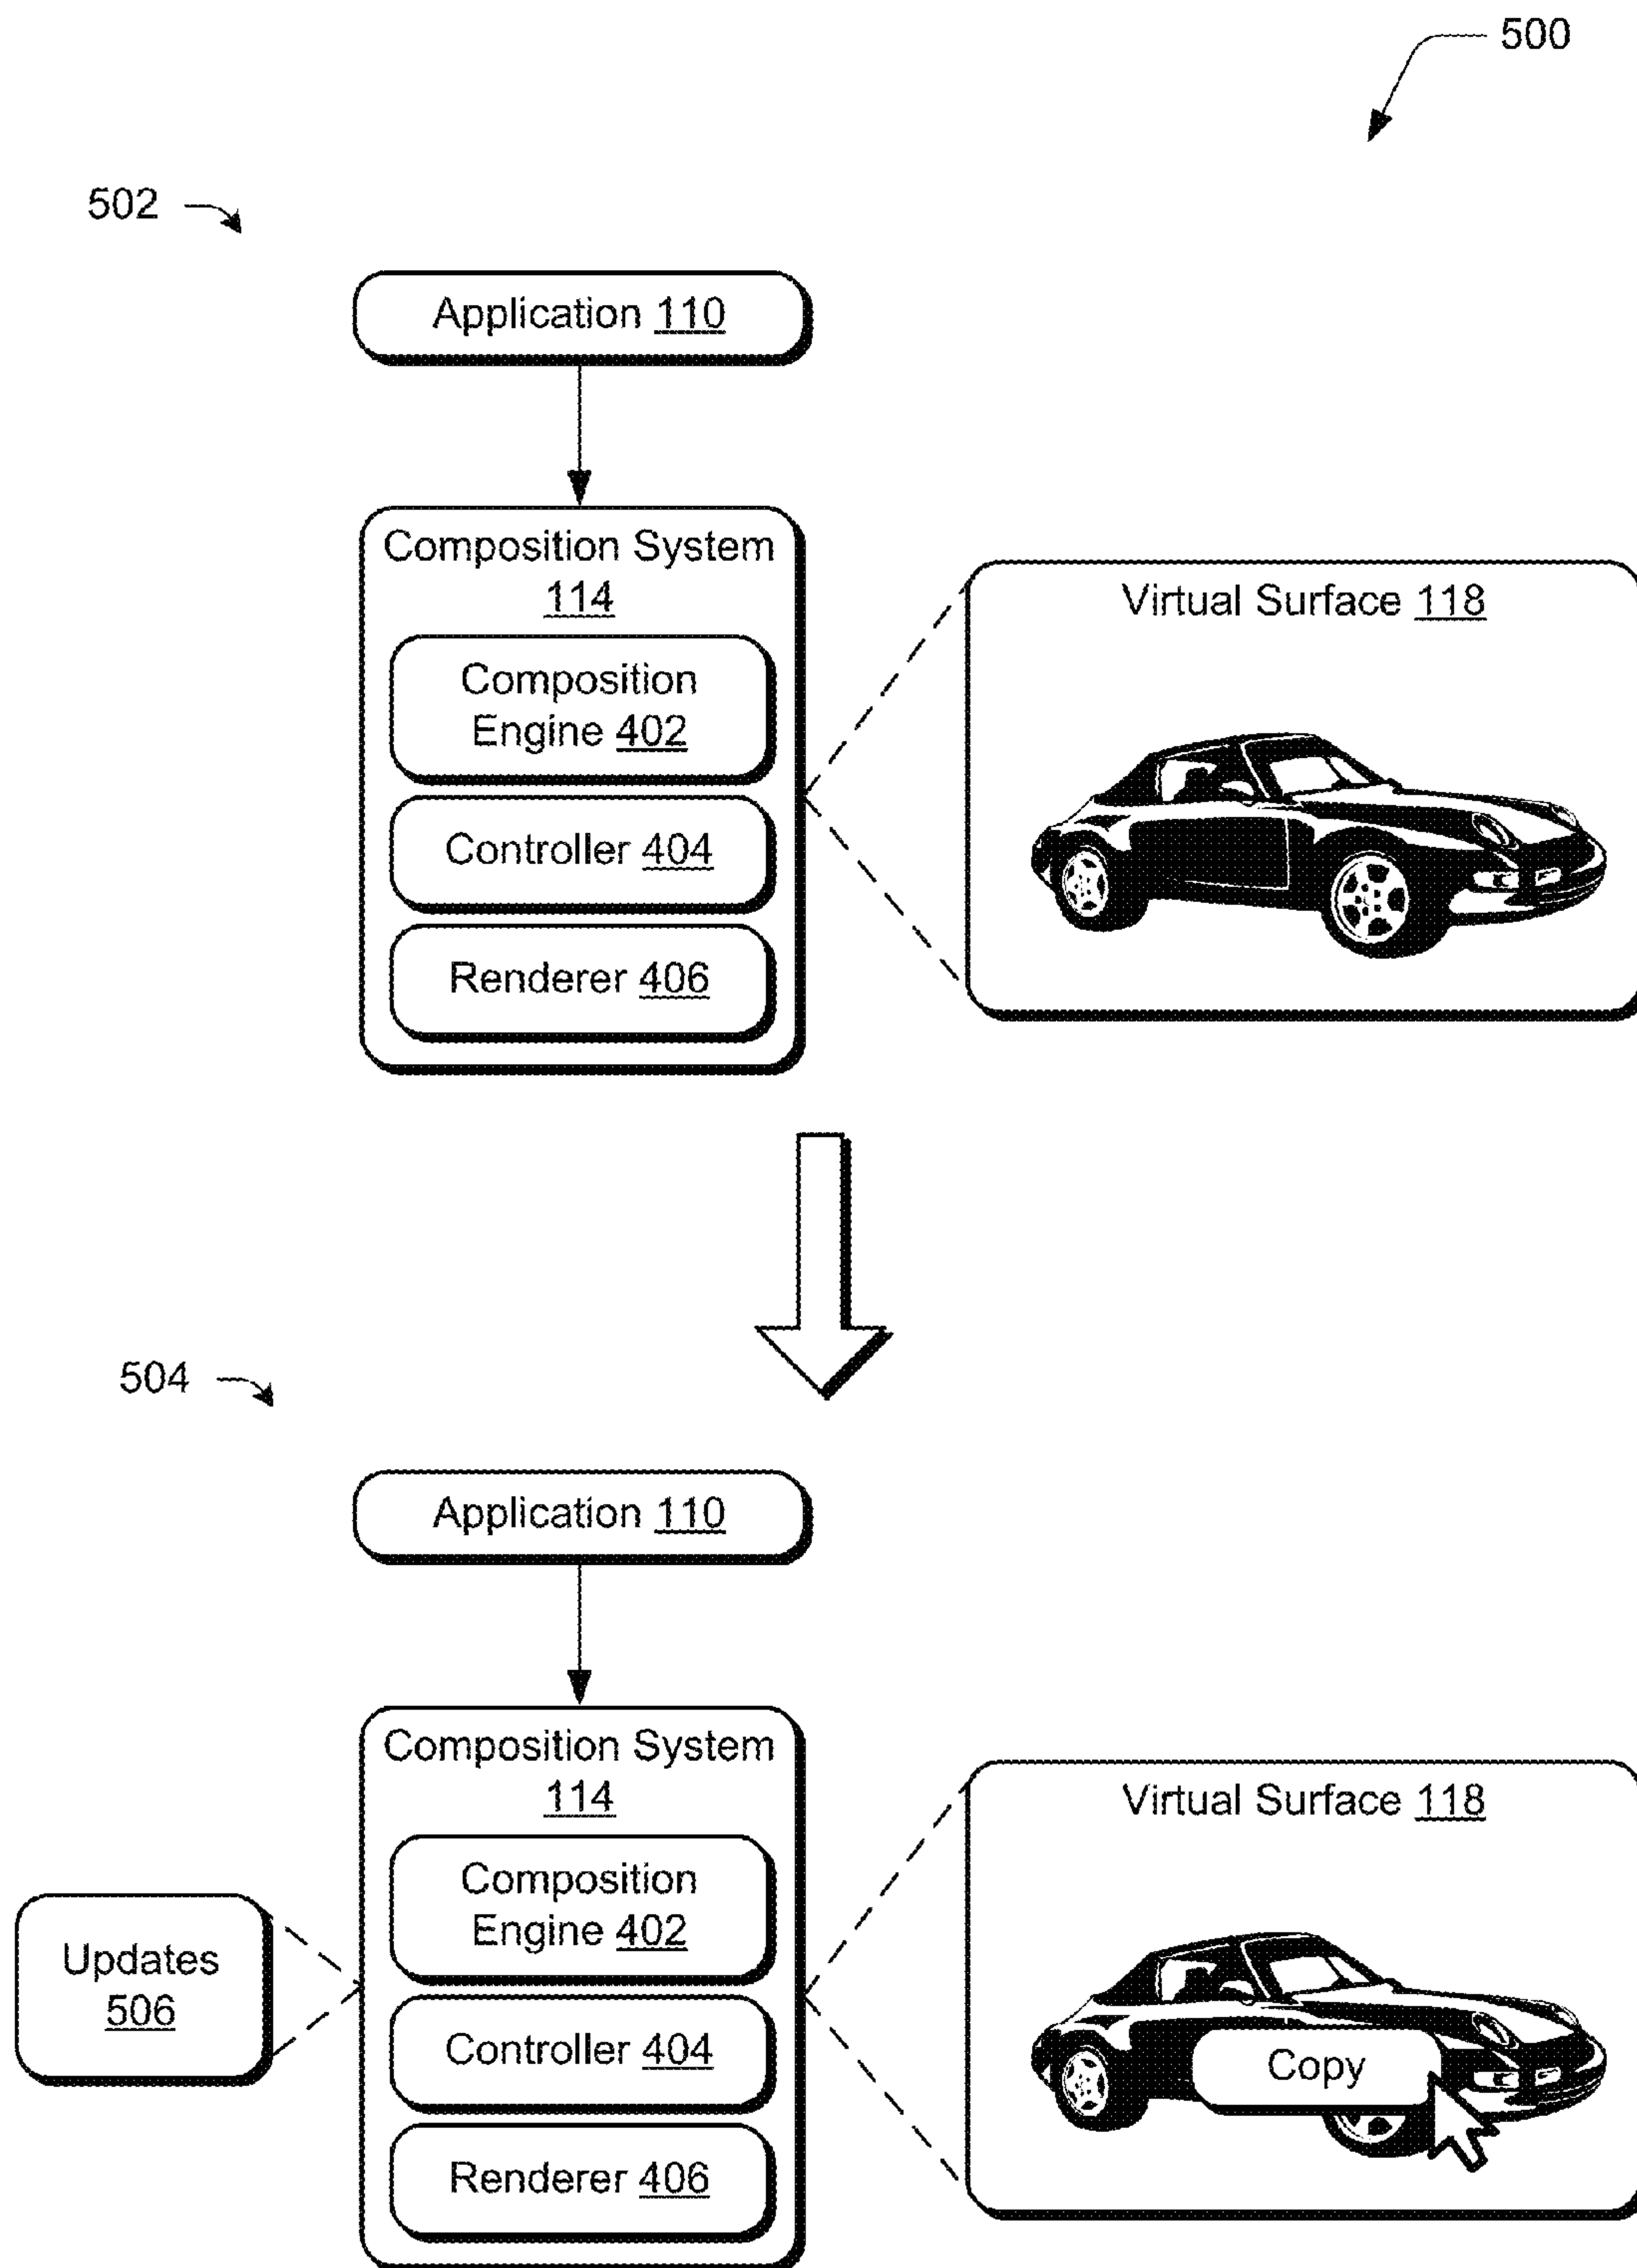 500
502
Application 110
Composition System
114
Composition
Engine 402
Controller 404
Renderer 406
Virtual Surface 118
504
Application 110
Composition System
114
Composition
Engine 402
Controller 404
Renderer 406
Updates
506
Virtual Surface 118
Copy